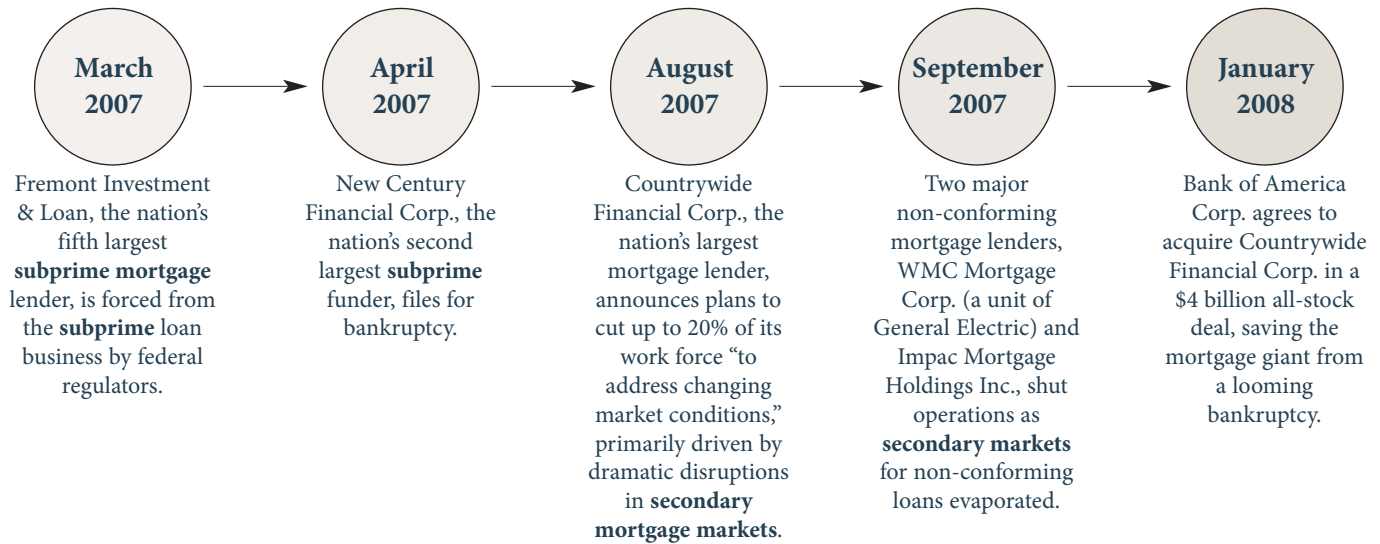 March
2007
Fremont Investment
& Loan, the nation’s
fifth largest
subprime mortgage
lender, is forced from
the subprime loan
business by federal
regulators.
April
2007
New Century
Financial Corp., the
nation’s second
largest subprime
funder, files for
bankruptcy.
August
2007
Countrywide
Financial Corp., the
nation’s largest
mortgage lender,
announces plans to
cut up to 20% of its
work force “to
address changing
market conditions,”
primarily driven by
dramatic disruptions
in secondary
mortgage markets.
September
2007
Two major
non-conforming
mortgage lenders,
WMC Mortgage
Corp. (a unit of
General Electric) and
Impac Mortgage
Holdings Inc., shut
operations as
secondary markets
for non-conforming
loans evaporated.
January
2008
Bank of America
Corp. agrees to
acquire Countrywide
Financial Corp. in a
$4 billion all-stock
deal, saving the
mortgage giant from
a looming
bankruptcy.